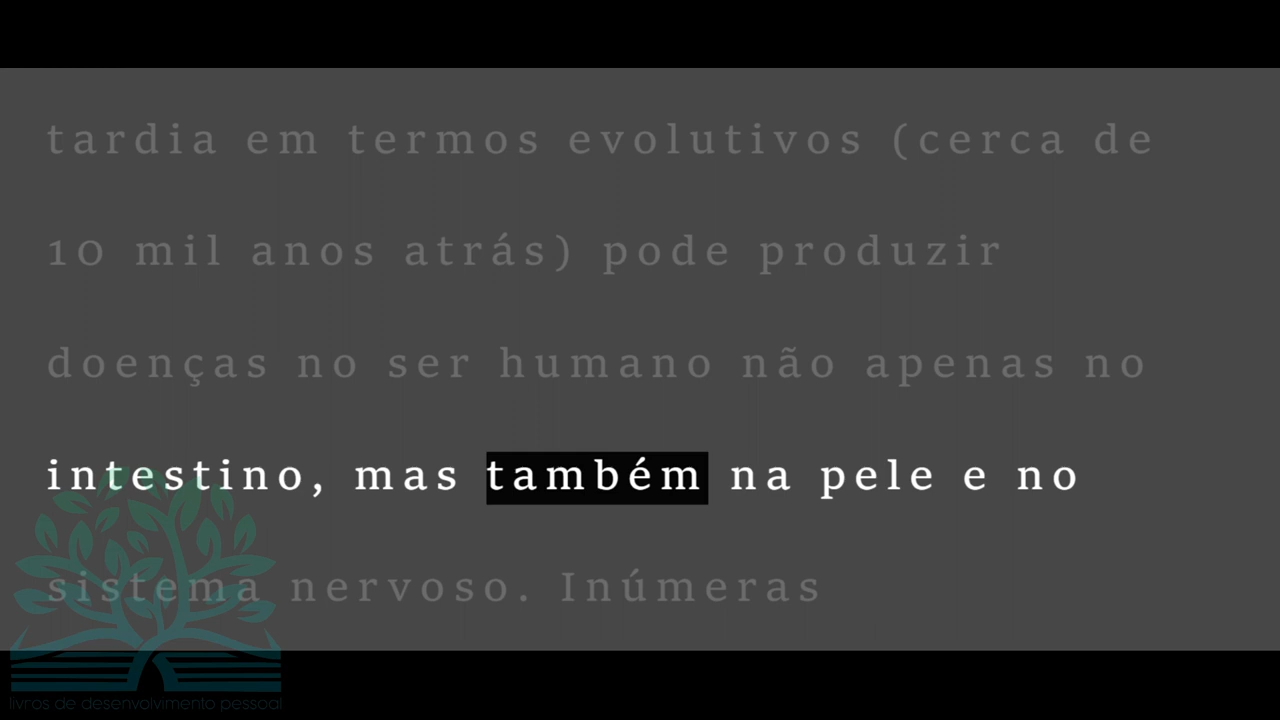 tardia em termos evolutivos (cerca de
10 mil anos atrás) pode produzir
doenças no ser humano não apenas no
intestino, mas também na pele e no
sistema nervoso. Inúmeras
livros de desenvolvimento pessoal